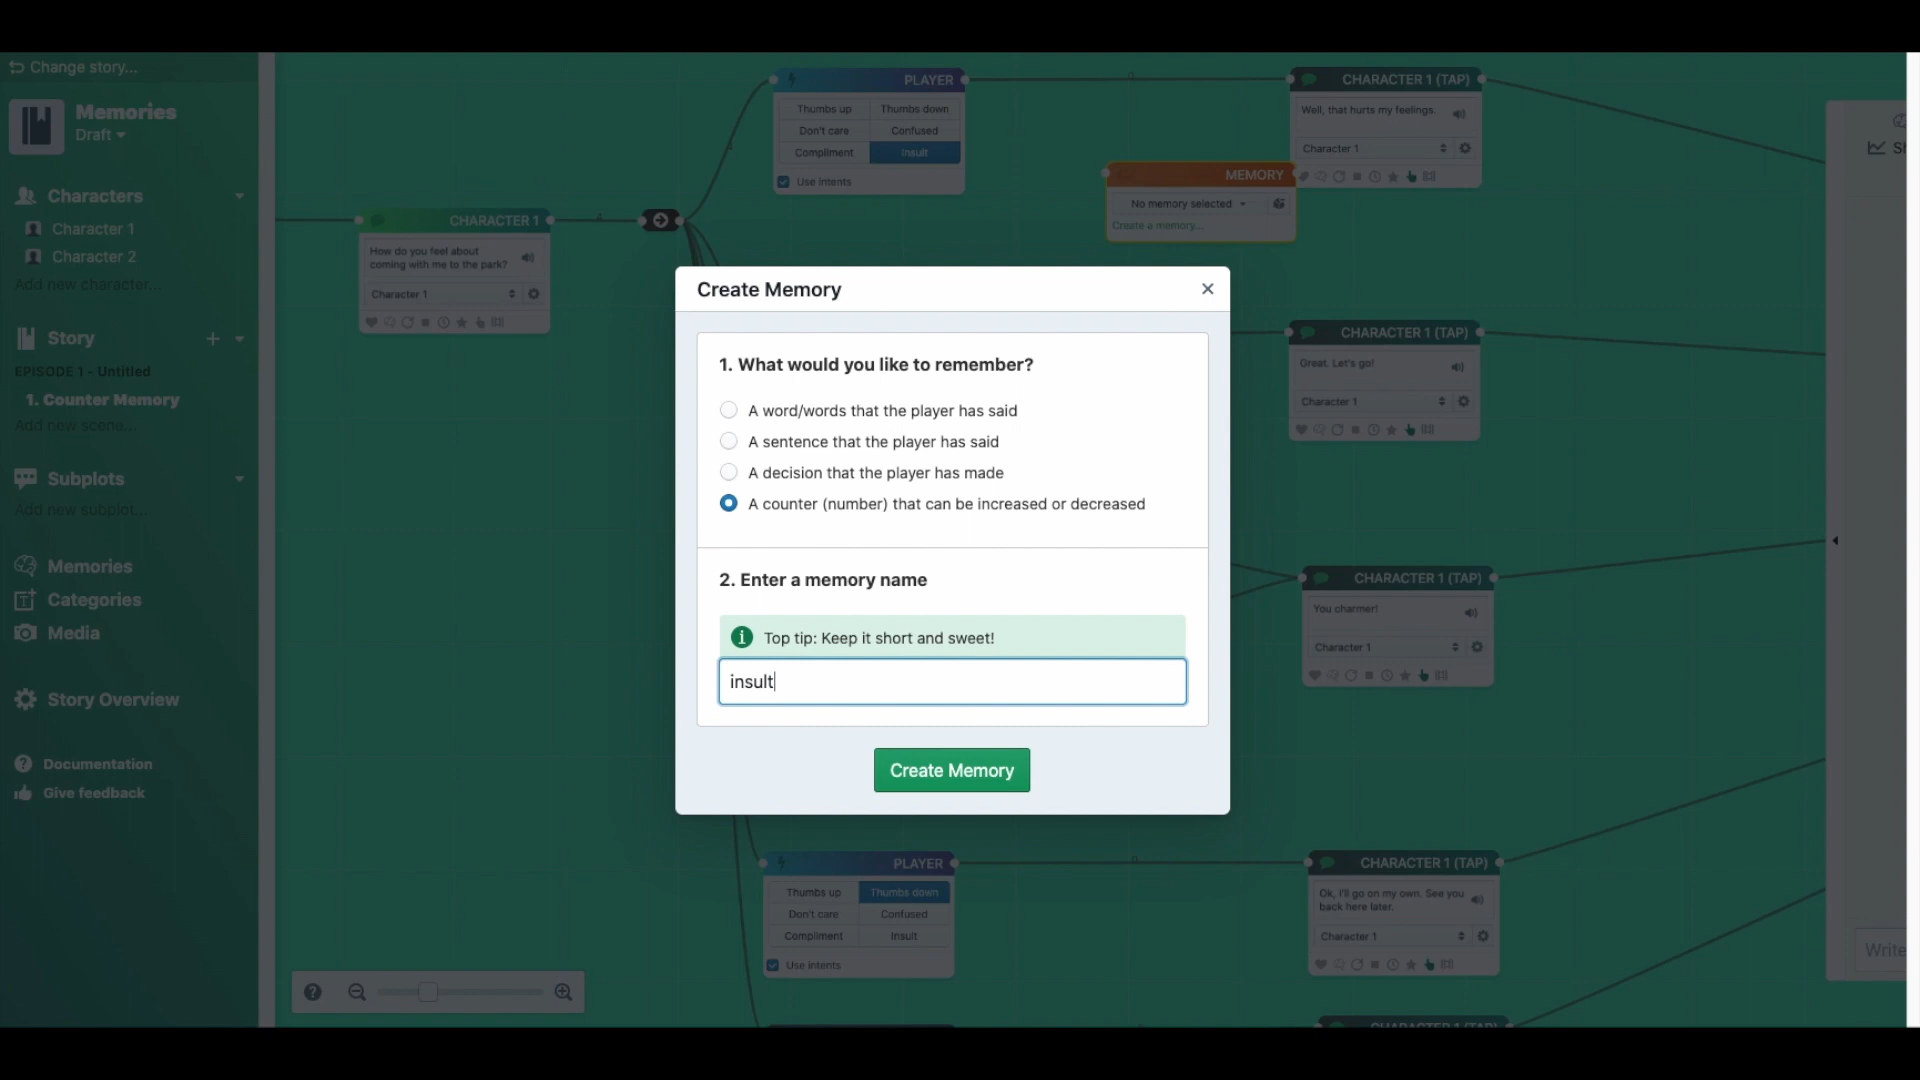 Change story...
Memories
Draft
Characters
Character 1
Character 2
Add new character...
Story
EPISODE 1 - Untitled
1. Counter Memory
Add new scene...
Subplots
Add new subplot...
Memories
Categories
Media
Story Overview
Documentation
Give feedback
CHARACTER 1
How do you feel about
coming with me to the park?
Character 1
PLAYER
Thumbs up Thumbs down
Don't care Confused
Compliment Insult
Use intents
MEMORY
No memory selected
Create a memory...
CHARACTER 1 (TAP)
Well, that hurts my feelings.
Character 1
CHARACTER 1 (TAP)
Great. Let's go!
Character 1
CHARACTER 1 (TAP)
You charmer!
Character 1
Create Memory
1. What would you like to remember?
A word/words that the player has said
A sentence that the player has said
A decision that the player has made
A counter (number) that can be increased or decreased
2. Enter a memory name
Top tip: Keep it short and sweet!
insult
Create Memory
PLAYER
Thumbs up Thumbs down
Don't care Confused
Compliment Insult
Use intents
CHARACTER 1 (TAP)
Ok, I'll go on my own. See you
back here later.
Character 1
CHARACTER 1 (TAP)
Write